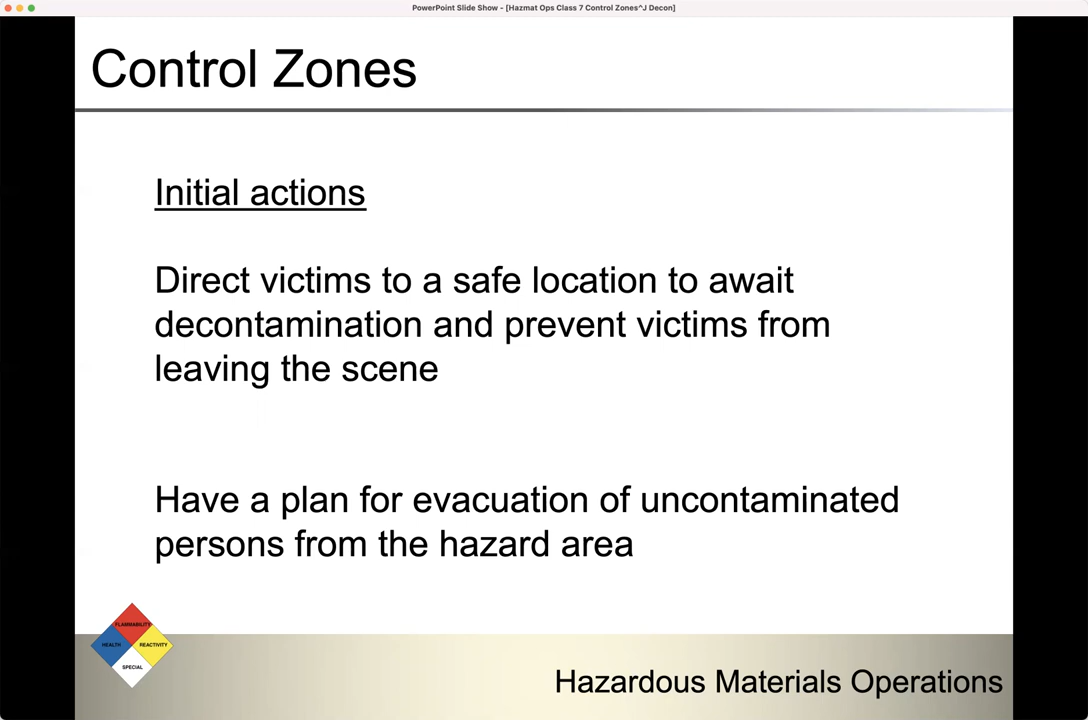 PowerPoint Slide Show - [Hazmat Ops Class 7 Control Zones^J Decon]
Control Zones
Initial actions
Direct victims to a safe location to await
decontamination and prevent victims from
leaving the scene
Have a plan for evacuation of uncontaminated
persons from the hazard area
FLAMMABILITY
HEALTH
REACTIVITY
SPECIAL
Hazardous Materials Operations